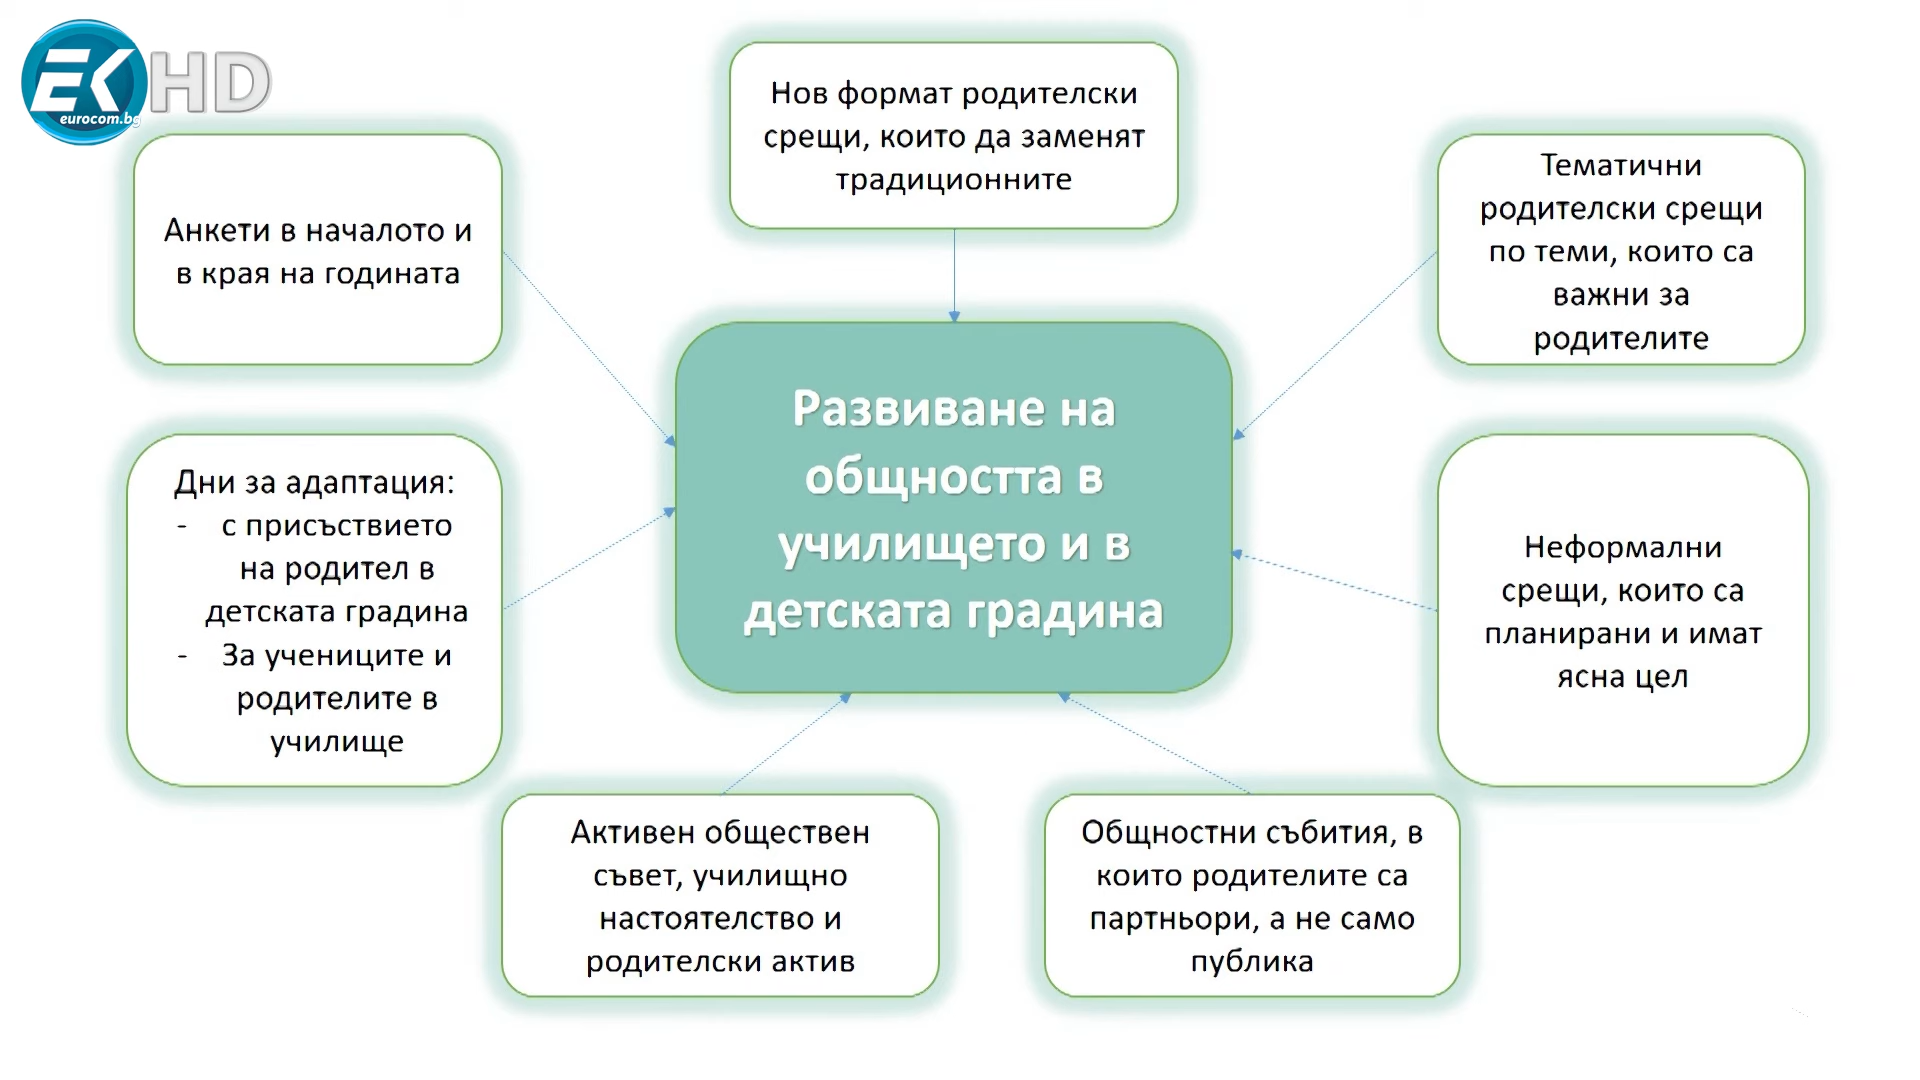 EK HD
eurocom.bg
Нов формат родителски
срещи, които да заменят
традиционните
Анкети в началото и
в края на годината
Тематични
родителски срещи
по теми, които са
важни за
родителите
Развиване на
общността в
училището и в
детската градина
Дни за адаптация:
- с присъствието
на родител в
детската градина
- За учениците и
родителите в
училище
Неформални
срещи, които са
планирани и имат
ясна цел
Активен обществен
съвет, училищно
настоятелство и
родителски актив
Общностни събития, в
които родителите са
партньори, а не само
публика